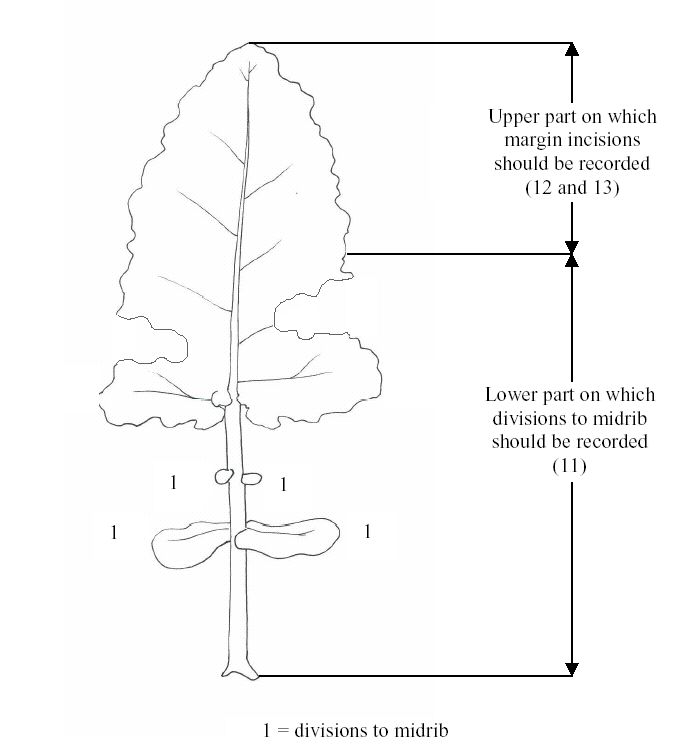 Upper part on which
margin incisions
should be recorded
(12 and 13)
Lower part on which
divisions to midrib
should be recorded
(11)
1
1
1
1
1 = divisions to midrib